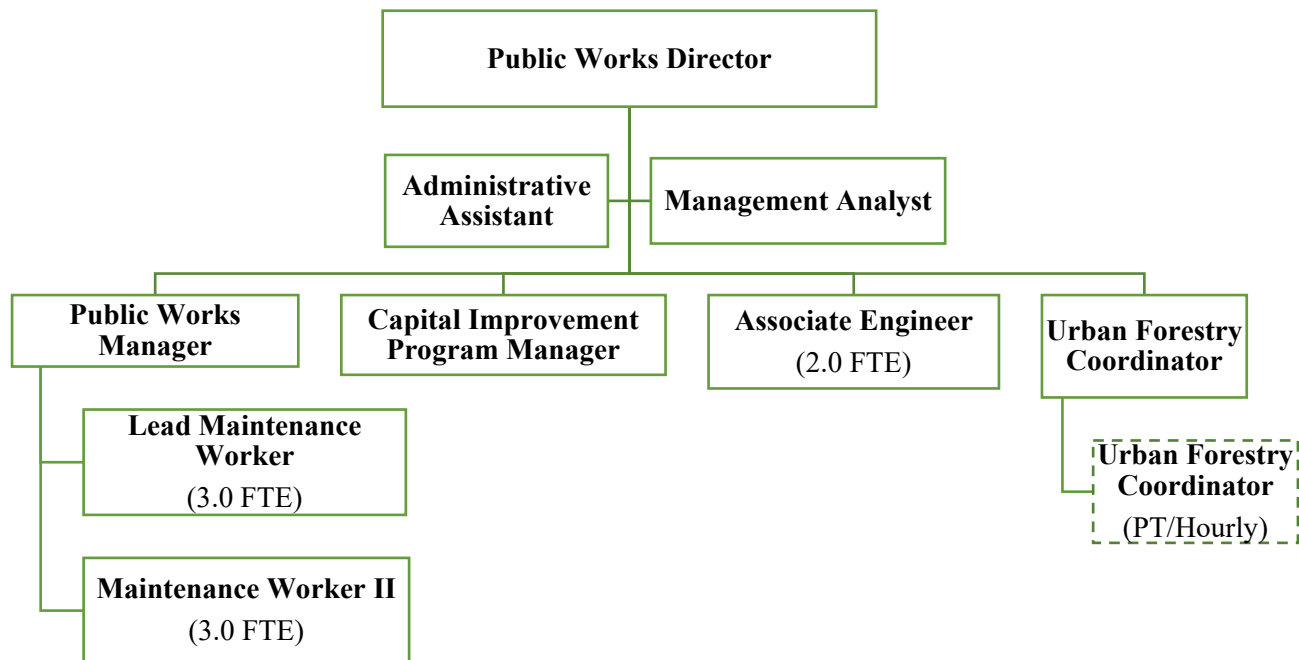 Public Works Director
Administrative
Assistant
Management Analyst
Public Works
Manager
Capital Improvement
Program Manager
Associate Engineer
(2.0 FTE)
Urban Forestry
Coordinator
Lead Maintenance
Worker
(3.0 FTE)
Urban Forestry
Coordinator
(PT/Hourly)
Maintenance Worker II
(3.0 FTE)